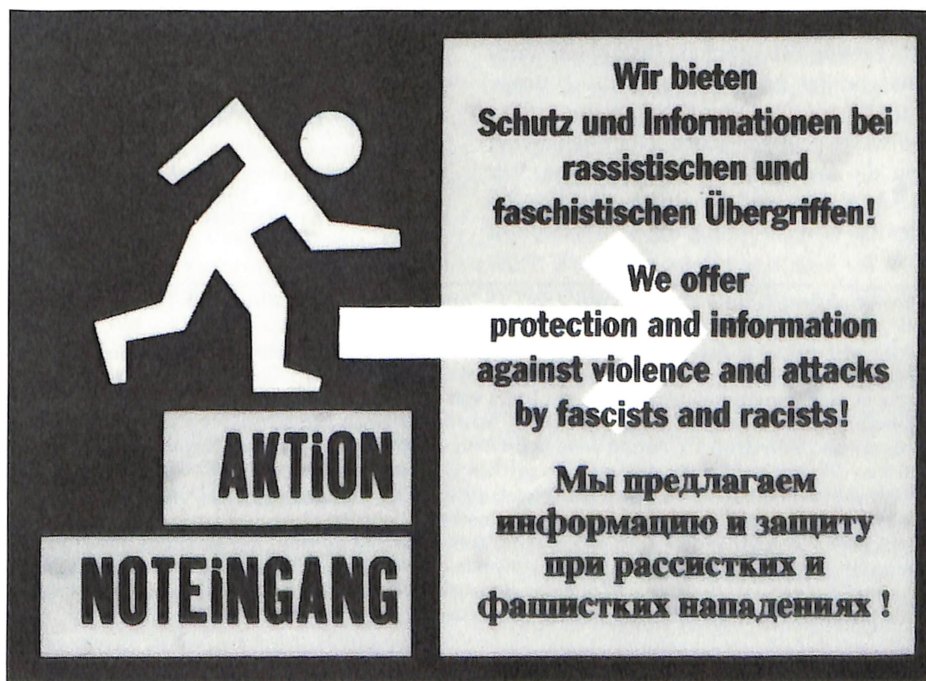 Wir bieten
Schutz und Informationen bei
rassistischen und
faschistischen Übergriffen!
We offer
protection and information
against violence and attacks
by fascists and racists!
Мы предлагаем
информацию и защиту
при рассистких и
фашистких нападениях !
AKTiON
NOTEiNGANG